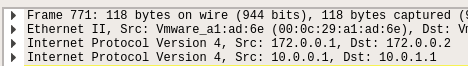 Frame 771: 118 bytes on wire (944 bits), 118 bytes captured
Ethernet II, Src: Vmware_a1:ad:6e (00:0c:29:a1:ad:6e), Dst:
Internet Protocol Version 4, Src: 172.0.0.1, Dst: 172.0.0.2
Internet Protocol Version 4, Src: 10.0.0.1, Dst: 10.0.1.1